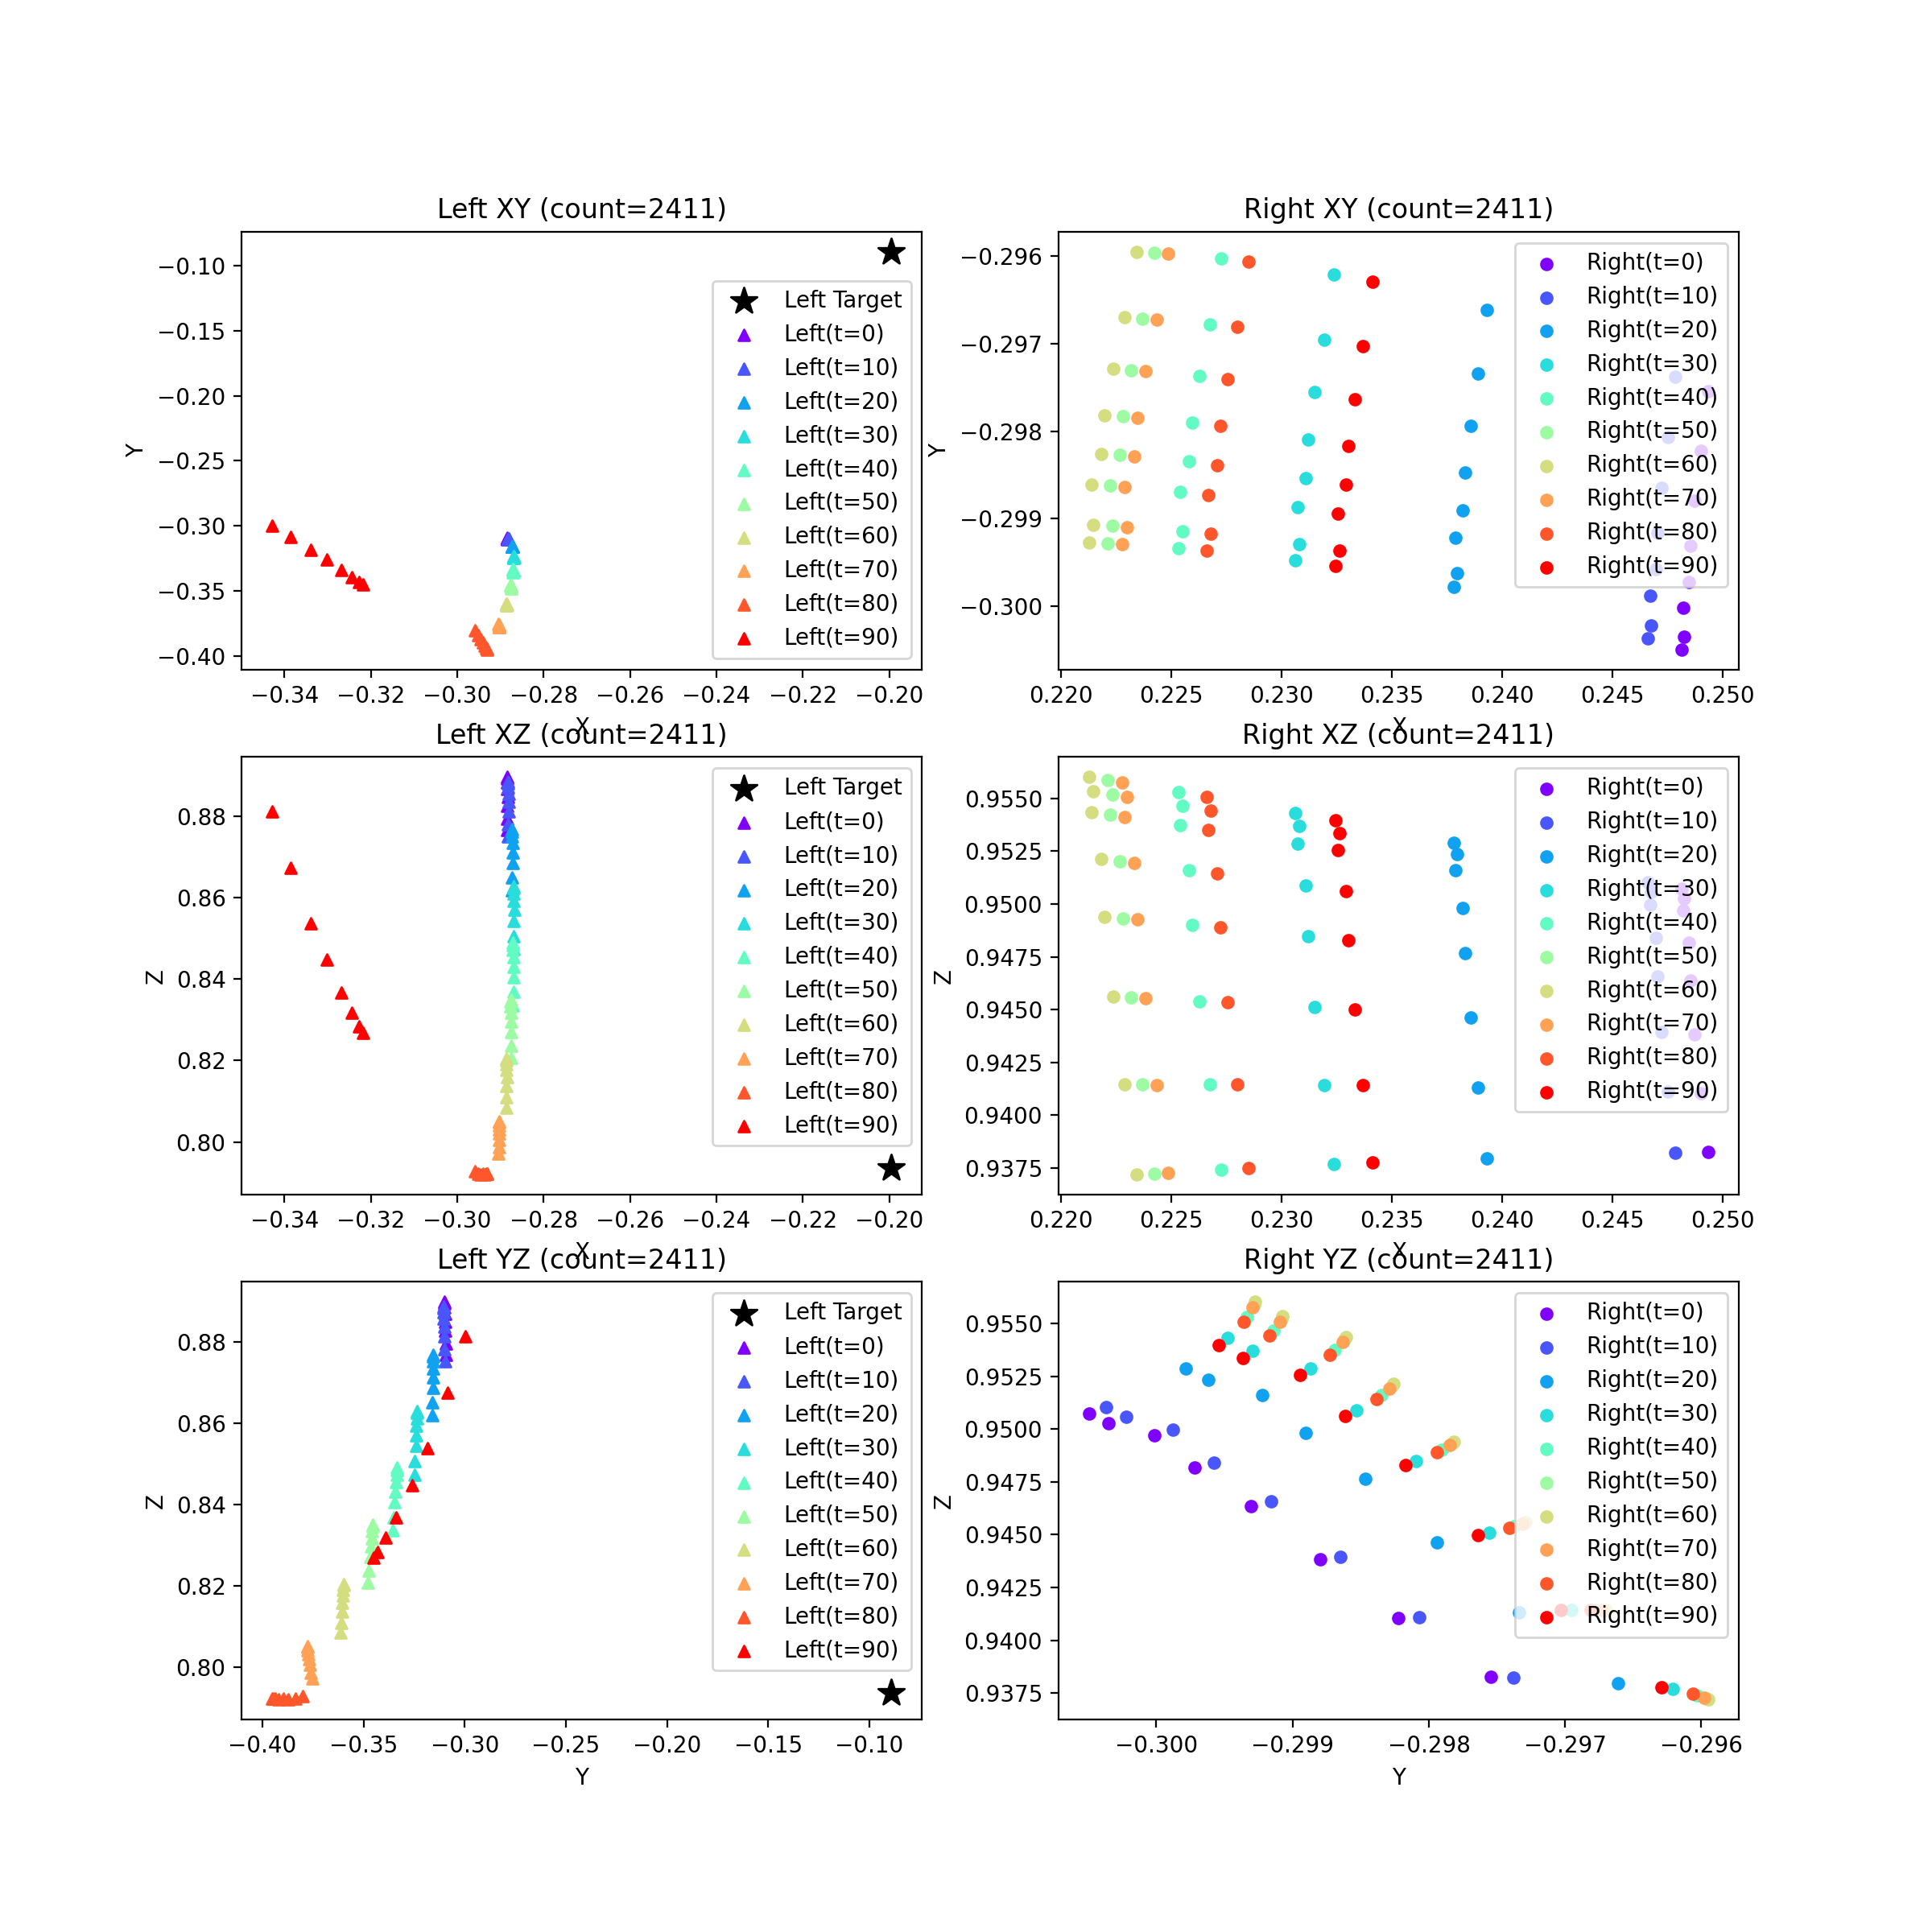 Left XY (count=2411)
Y
−0.10
−0.15
−0.20
−0.25
−0.30
−0.35
−0.40
Left Target
Left(t=0)
Left(t=10)
Left(t=20)
Left(t=30)
Left(t=40)
Left(t=50)
Left(t=60)
Left(t=70)
Left(t=80)
Left(t=90)
−0.34 −0.32 −0.30 −0.28 −0.26 −0.24 −0.22 −0.20
X
Right XY (count=2411)
Y
−0.296
−0.297
−0.298
−0.299
−0.300
Right(t=0)
Right(t=10)
Right(t=20)
Right(t=30)
Right(t=40)
Right(t=50)
Right(t=60)
Right(t=70)
Right(t=80)
Right(t=90)
0.220 0.225 0.230 0.235 0.240 0.245 0.250
X
Left XZ (count=2411)
Z
0.88
0.86
0.84
0.82
0.80
Left Target
Left(t=0)
Left(t=10)
Left(t=20)
Left(t=30)
Left(t=40)
Left(t=50)
Left(t=60)
Left(t=70)
Left(t=80)
Left(t=90)
−0.34 −0.32 −0.30 −0.28 −0.26 −0.24 −0.22 −0.20
X
Right XZ (count=2411)
Z
0.9550
0.9525
0.9500
0.9475
0.9450
0.9425
0.9400
0.9375
Right(t=0)
Right(t=10)
Right(t=20)
Right(t=30)
Right(t=40)
Right(t=50)
Right(t=60)
Right(t=70)
Right(t=80)
Right(t=90)
0.220 0.225 0.230 0.235 0.240 0.245 0.250
X
Left YZ (count=2411)
Z
0.88
0.86
0.84
0.82
0.80
Left Target
Left(t=0)
Left(t=10)
Left(t=20)
Left(t=30)
Left(t=40)
Left(t=50)
Left(t=60)
Left(t=70)
Left(t=80)
Left(t=90)
−0.40 −0.35 −0.30 −0.25 −0.20 −0.15 −0.10
Y
Right YZ (count=2411)
Z
0.9550
0.9525
0.9500
0.9475
0.9450
0.9425
0.9400
0.9375
Right(t=0)
Right(t=10)
Right(t=20)
Right(t=30)
Right(t=40)
Right(t=50)
Right(t=60)
Right(t=70)
Right(t=80)
Right(t=90)
−0.300 −0.299 −0.298 −0.297 −0.296
Y